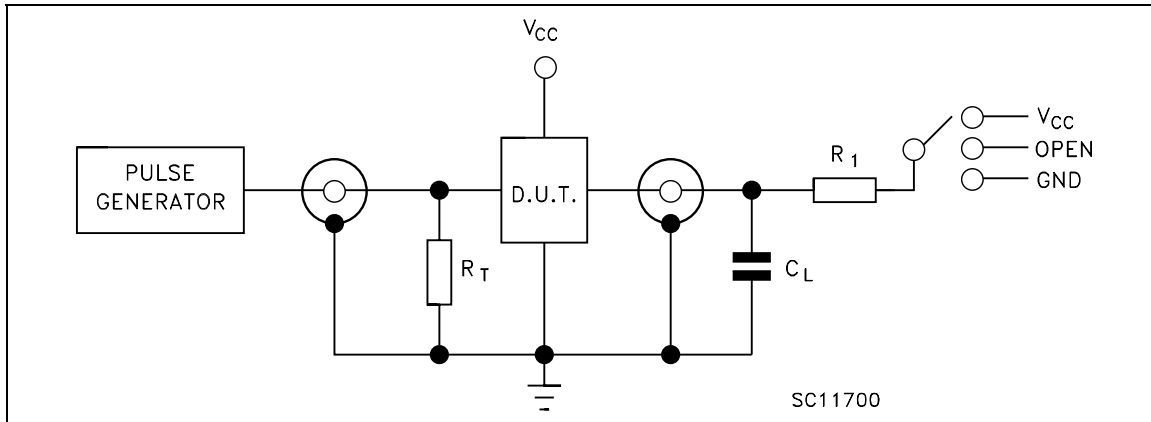 VCC
PULSE
GENERATOR
D.U.T.
RT
CL
R1
VCC
OPEN
GND
SC11700